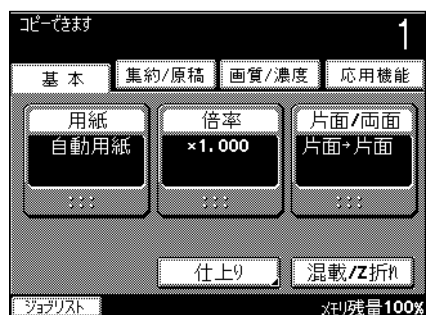 コピーできます
1
基本 集約/原稿 画質/濃度 応用機能
用紙 倍率 片面/両面
自動用紙 ×1.000 片面→片面
仕上り 混載/Z折れ
ジョブリスト メモリ残量100%